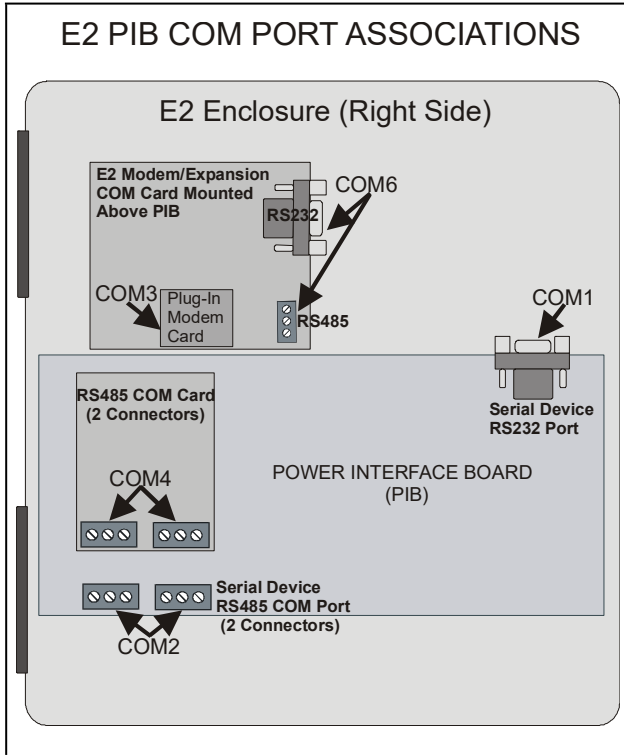 E2 PIB COM PORT ASSOCIATIONS
E2 Enclosure (Right Side)
E2 Modem/Expansion
COM Card Mounted
Above PIB
RS232
COM6
COM3
Plug-In
Modem
Card
RS485
COM1
Serial Device
RS232 Port
RS485 COM Card
(2 Connectors)
COM4
POWER INTERFACE BOARD
(PIB)
Serial Device
RS485 COM Port
(2 Connectors)
COM2